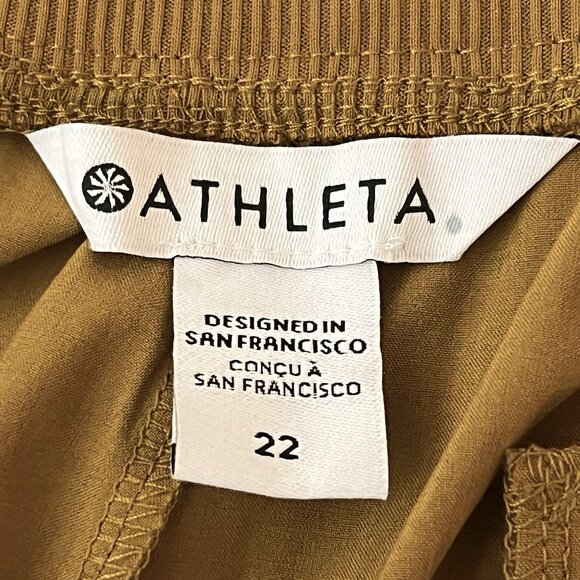 ATHLETA
DESIGNED IN
SAN FRANCISCO
CONÇU À
SAN FRANCISCO
22